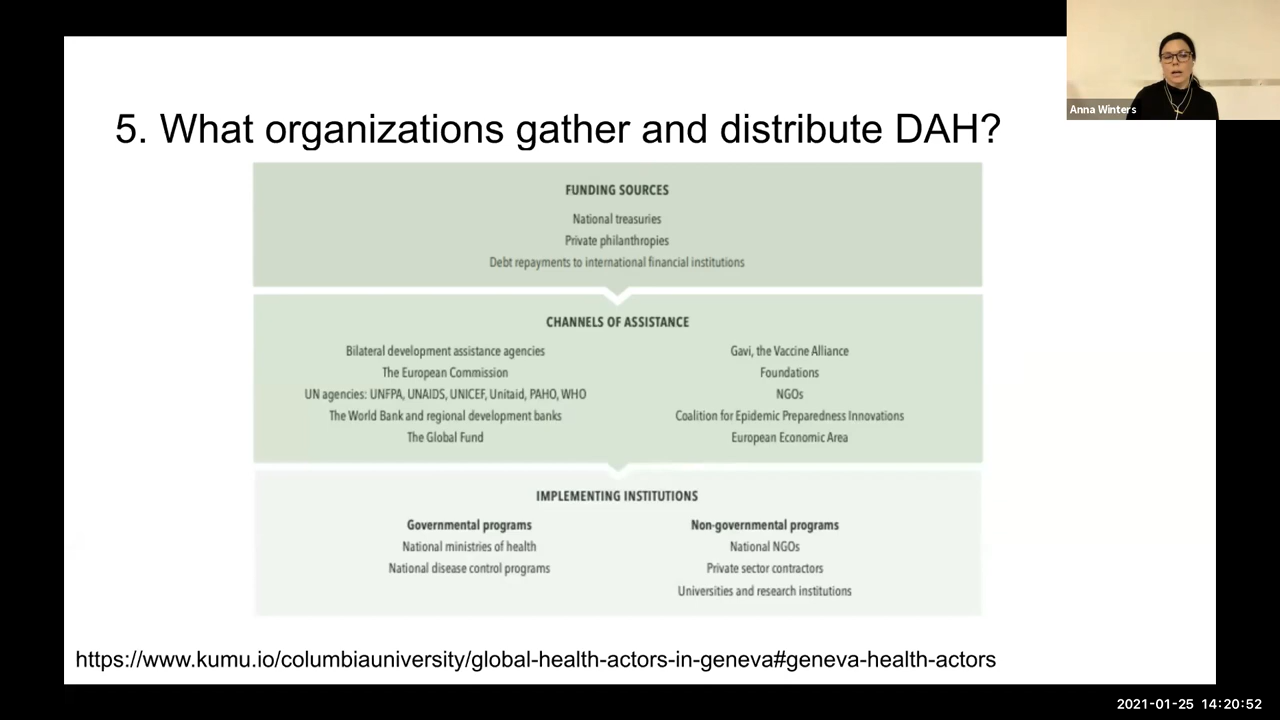 Anna Winters
5. What organizations gather and distribute DAH?
FUNDING SOURCES
National treasuries
Private philanthropies
Debt repayments to international financial institutions
CHANNELS OF ASSISTANCE
Bilateral development assistance agencies
The European Commission
UN agencies: UNFPA, UNAIDS, UNICEF, Unitaid, PAHO, WHO
The World Bank and regional development banks
The Global Fund
Gavi, the Vaccine Alliance
Foundations
NGOs
Coalition for Epidemic Preparedness Innovations
European Economic Area
IMPLEMENTING INSTITUTIONS
Governmental programs
National ministries of health
National disease control programs
Non-governmental programs
National NGOs
Private sector contractors
Universities and research institutions
https://www.kumu.io/columbiauniversity/global-health-actors-in-geneva#geneva-health-actors
2021-01-25 14:20:52